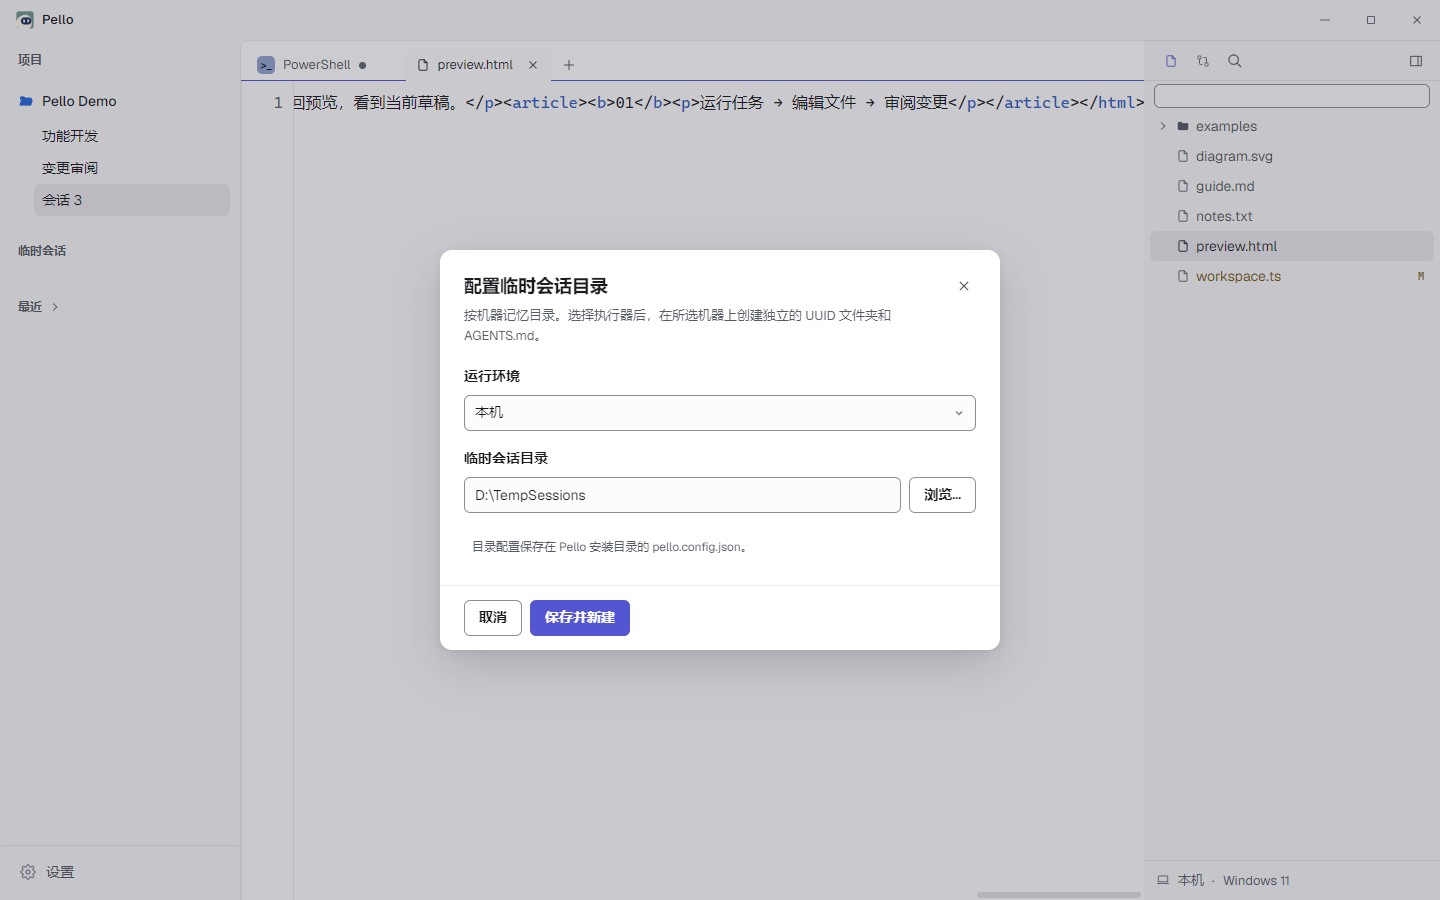 Pello
项目
Pello Demo
功能开发
变更审阅
会话 3
临时会话
最近
设置
PowerShell
preview.html
1
回预览，看到当前草稿。</p><article><b>01</b><p>运行任务 → 编辑文件 → 审阅变更</p></article></html>
配置临时会话目录
按机器记忆目录。选择执行器后，在所选机器上创建独立的 UUID 文件夹和
AGENTS.md。
运行环境
本机
临时会话目录
D:\TempSessions
浏览...
目录配置保存在 Pello 安装目录的 pello.config.json。
取消
保存并新建
examples
diagram.svg
guide.md
notes.txt
preview.html
workspace.ts M
本机 · Windows 11